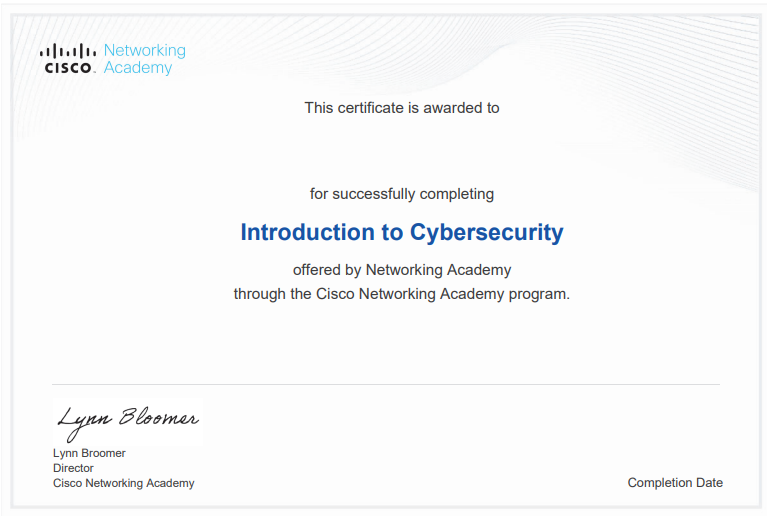 Networking
CISCO. Academy
This certificate is awarded to
for successfully completing
Introduction to Cybersecurity
offered by Networking Academy
through the Cisco Networking Academy program.
Lynn Bloomer
Lynn Broomer
Director
Cisco Networking Academy
Completion Date